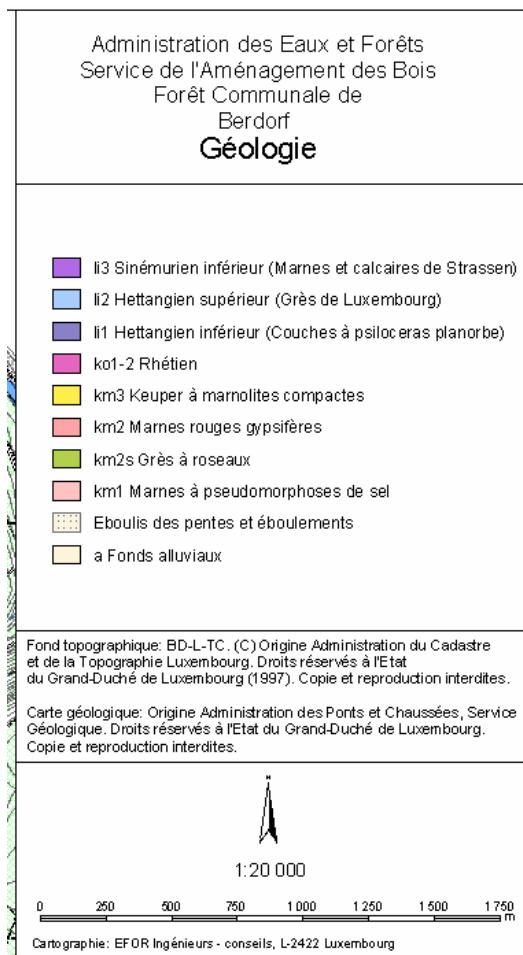 Administration des Eaux et Forêts
Service de l'Aménagement des Bois
Forêt Communale de
Berdorf
Géologie
li3 Sinémurien inférieur (Marnes et calcaires de Strassen)
li2 Hettangien supérieur (Grès de Luxembourg)
li1 Hettangien inférieur (Couches à psiloceras planorbe)
ko1-2 Rhétien
km3 Keuper à marnolites compactes
km2 Marnes rouges gypsifères
km2s Grès à roseaux
km1 Marnes à pseudomorphoses de sel
Eboulis des pentes et éboulements
a Fonds alluviaux
Fond topographique: BD-L-TC. (C) Origine Administration du Cadastre
et de la Topographie Luxembourg. Droits réservés à l'Etat
du Grand-Duché de Luxembourg (1997). Copie et reproduction interdites.
Carte géologique: Origine Administration des Ponts et Chaussées, Service
Géologique. Droits réservés à l'Etat du Grand-Duché de Luxembourg.
Copie et reproduction interdites.
N
1:20 000
0 250 500 750 1 000 1 250 1 500 1 750
m
Cartographie: EFOR Ingénieurs - conseils, L-2422 Luxembourg